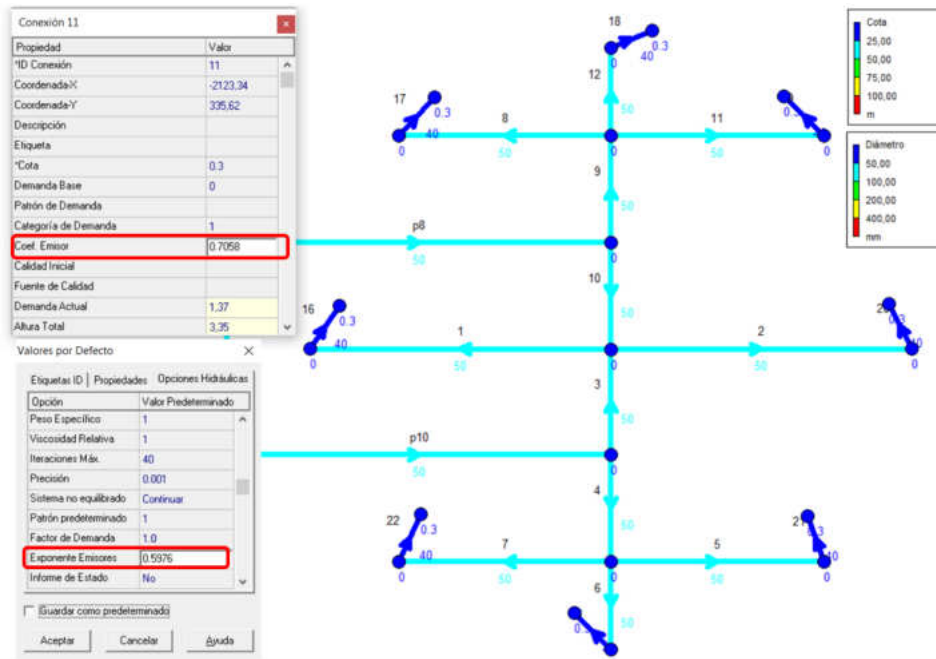 Conexión 11
Propiedad Valor
*ID Conexión 11
Coordenada-X -2123,34
Coordenada-Y 335,62
Descripción
Etiqueta
*Cota 0.3
Demanda Base 0
Patrón de Demanda
Categoría de Demanda 1
Coef. Emisor 0.7058
Calidad Inicial
Fuente de Calidad
Demanda Actual 1,37
Altura Total 3,35
Valores por Defecto
Etiquetas ID Propiedades Opciones Hidráulicas
Opción Valor Predeterminado
Peso Específico 1
Viscosidad Relativa 1
Iteraciones Máx. 40
Precisión 0.001
Sistema no equilibrado Continuar
Patrón predeterminado 1
Factor de Demanda 1.0
Exponente Emisores 0.5976
Informe de Estado No
Guardar como predeterminado
Aceptar Cancelar Ayuda
18
0.3
40
0
12
50
17
0.3
40
0
8
50
11
50
0.3
0
9
50
p8
50
0
10
50
16
0.3
40
0
1
50
2
50
0.3
0
3
50
p10
50
0
4
50
22
0.3
40
0
7
50
5
50
0.3
40
0
6
50
0
Cota
25,00
50,00
75,00
100,00
m
Diámetro
50,00
100,00
200,00
400,00
mm